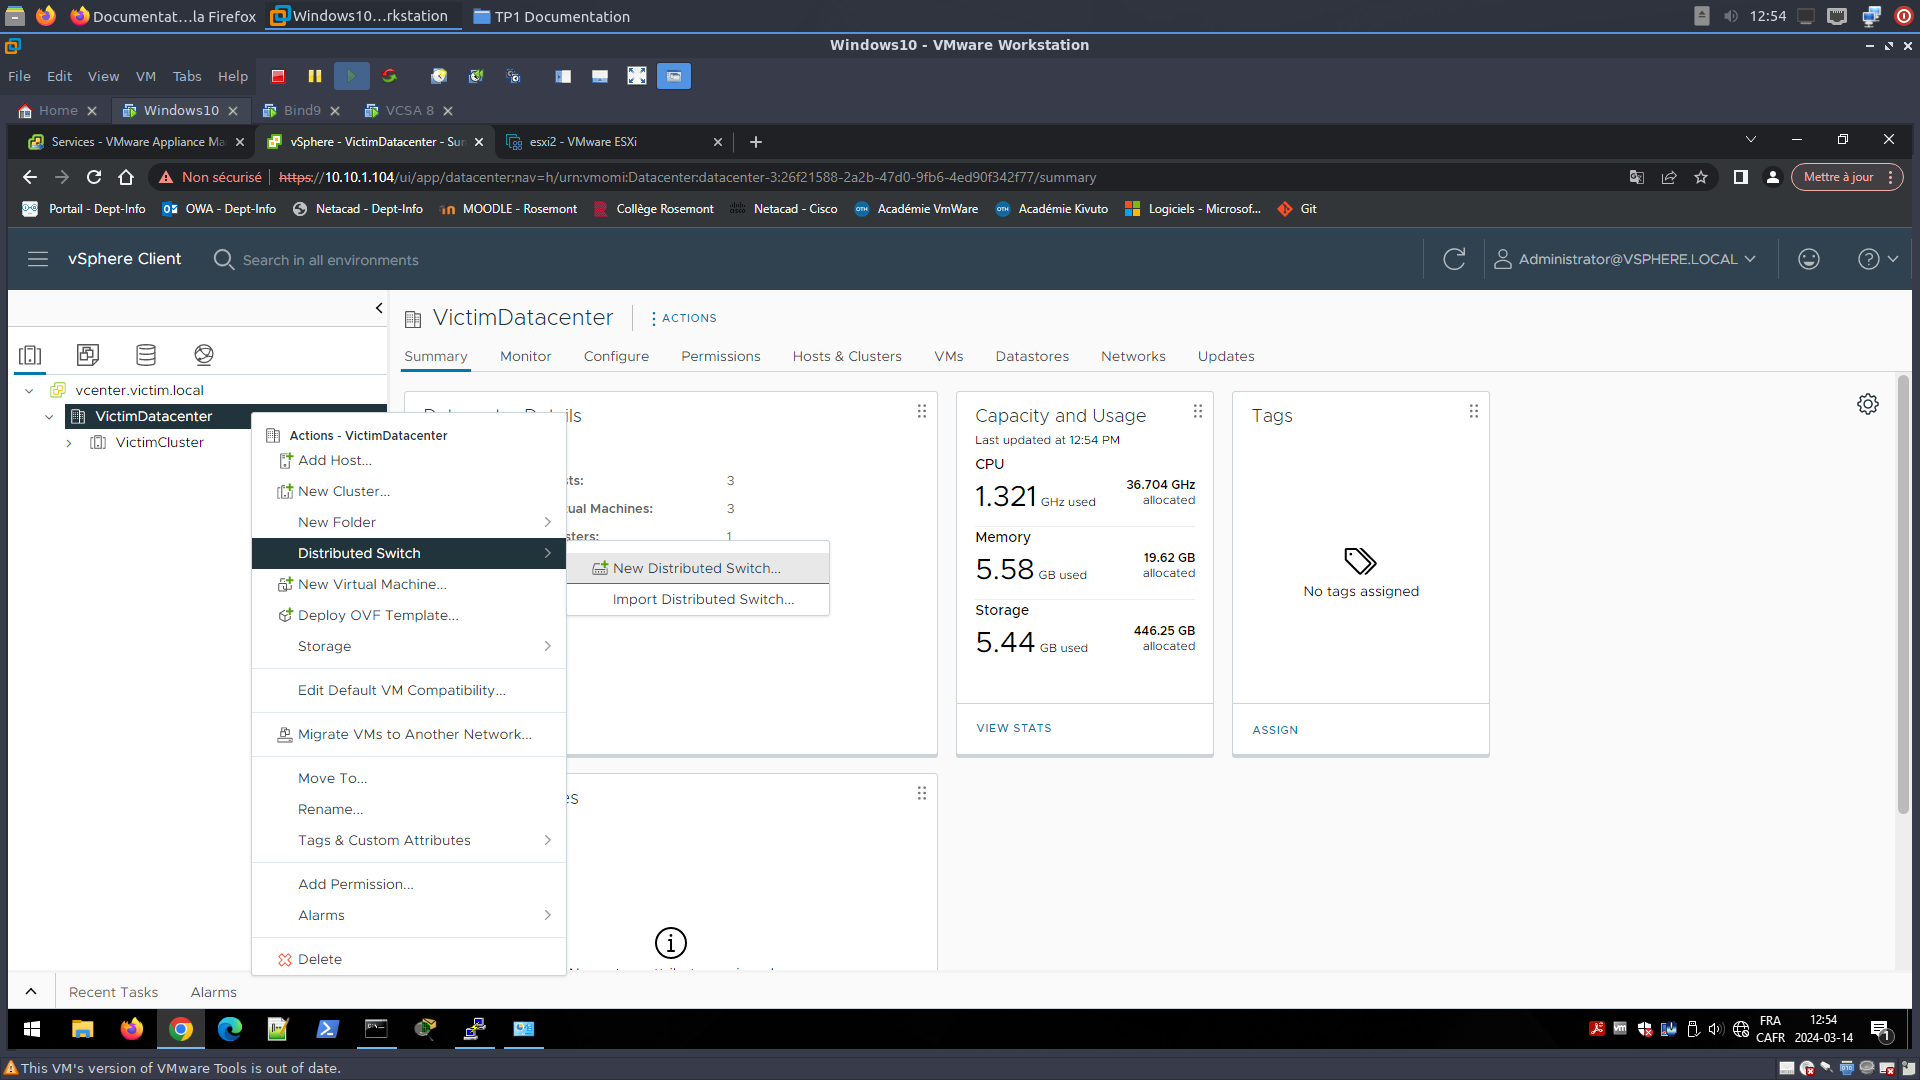 Documentat...la Firefox
Windows10...rkstation
TP1 Documentation
12:54
Windows10 - VMware Workstation
File Edit View VM Tabs Help
Home
Windows10
Bind9
VCSA 8
Services - VMware Appliance Ma
vSphere - VictimDatacenter - Sum
esxi2 - VMware ESXi
Non sécurisé
https://10.10.1.104/ui/app/datacenter;nav=h/urn:vmomi:Datacenter:datacenter-3:26f21588-2a2b-47d0-9fb6-4ed90f342f77/summary
Mettre à jour
Portail - Dept-Info
OWA - Dept-Info
Netacad - Dept-Info
MOODLE - Rosemont
Collège Rosemont
Netacad - Cisco
Académie VmWare
Académie Kivuto
Logiciels - Microsof...
Git
vSphere Client
Search in all environments
Administrator@VSPHERE.LOCAL
VictimDatacenter
ACTIONS
Summary
Monitor
Configure
Permissions
Hosts & Clusters
VMs
Datastores
Networks
Updates
vcenter.victim.local
VictimDatacenter
VictimCluster
Actions - VictimDatacenter
Add Host...
New Cluster...
New Folder
Distributed Switch
New Virtual Machine...
Deploy OVF Template...
Storage
Edit Default VM Compatibility...
Migrate VMs to Another Network...
Move To...
Rename...
Tags & Custom Attributes
Add Permission...
Alarms
Delete
New Distributed Switch...
Import Distributed Switch...
sts: 3
ual Machines: 3
sters: 1
Capacity and Usage
Last updated at 12:54 PM
CPU
1.321 GHz used
36.704 GHz
allocated
Memory
5.58 GB used
19.62 GB
allocated
Storage
5.44 GB used
446.25 GB
allocated
VIEW STATS
Tags
No tags assigned
ASSIGN
Recent Tasks
Alarms
FRA
CAFR
12:54
2024-03-14
1
This VM's version of VMware Tools is out of date.